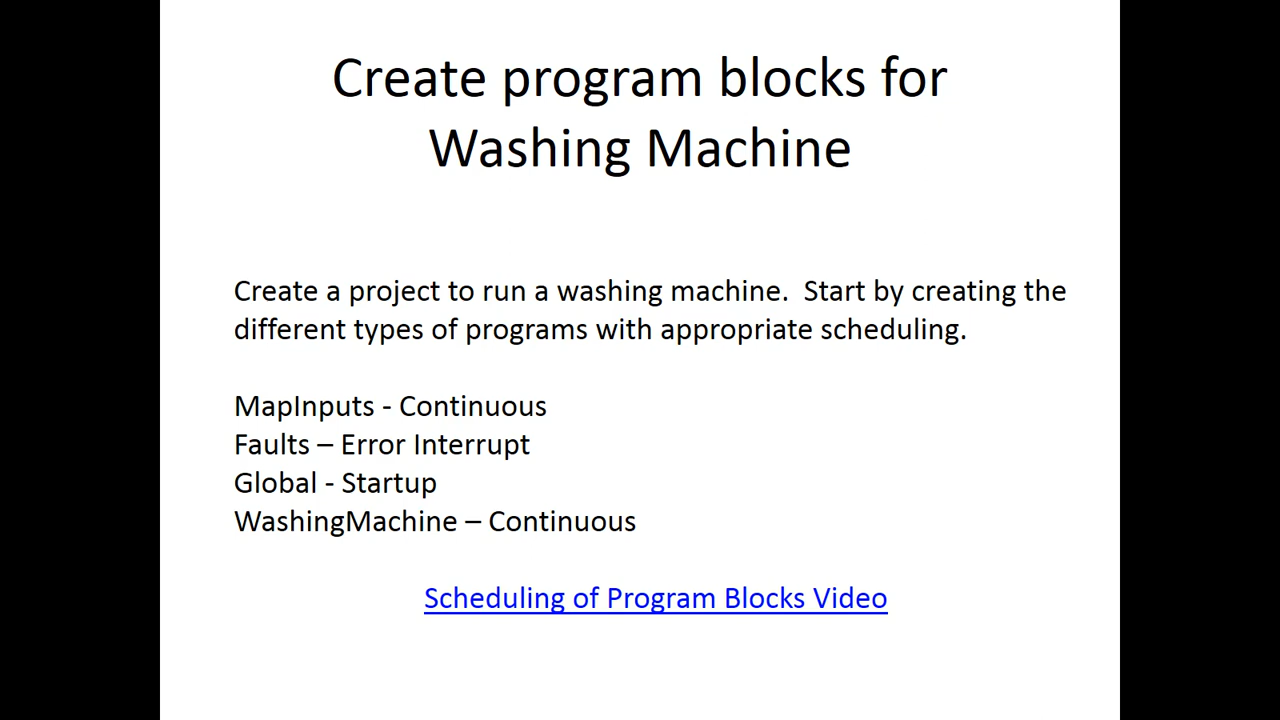 Create program blocks for
Washing Machine
Create a project to run a washing machine.  Start by creating the
different types of programs with appropriate scheduling.
MapInputs - Continuous
Faults – Error Interrupt
Global - Startup
WashingMachine – Continuous
Scheduling of Program Blocks Video